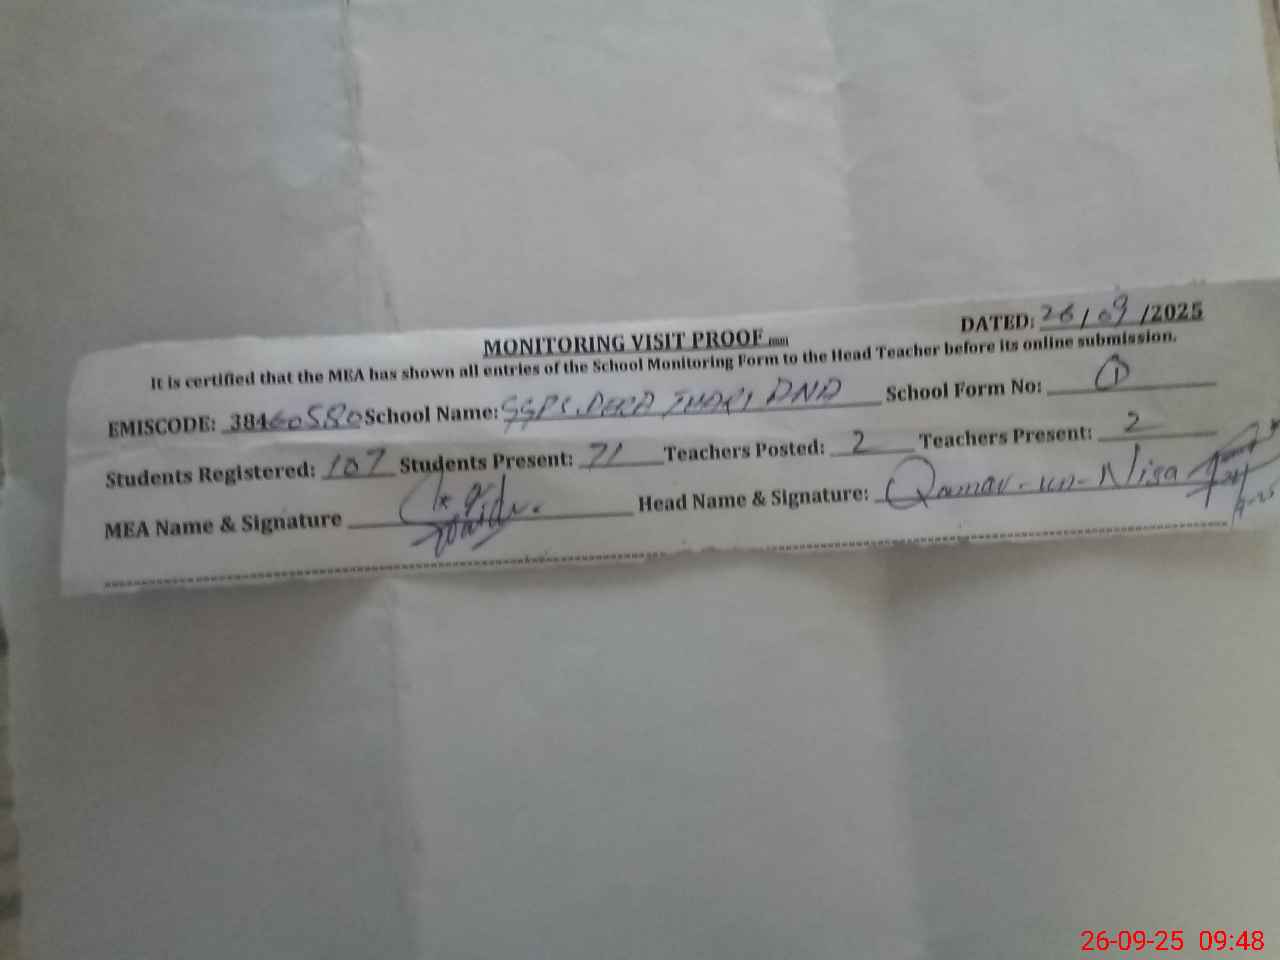 DATED: 26/09/2025
MONITORING VISIT PROOF
It is certified that the MEA has shown all entries of the School Monitoring Form to the Head Teacher before its online submission.
EMISCODE: 38460580 School Name: GGPS. DERA School Form No: 1
Students Registered: 107 Students Present: 71 Teachers Posted: 2 Teachers Present: 2
MEA Name & Signature Head Name & Signature: Qamar-un-Nisa
26-09-25 09:48